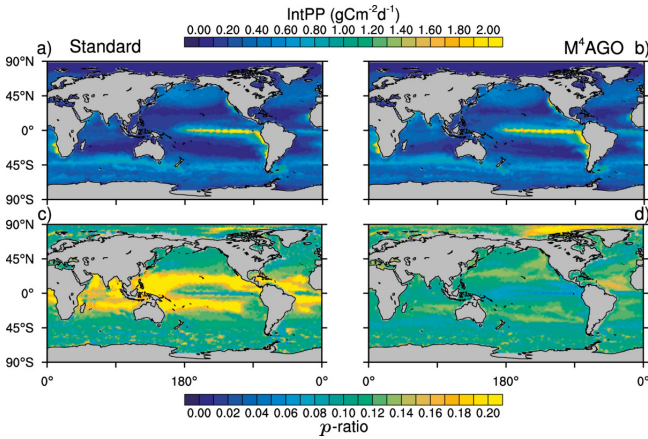 IntPP (gCm⁻²d⁻¹)
0.00 0.20 0.40 0.60 0.80 1.00 1.20 1.40 1.60 1.80 2.00
a) Standard M⁴AGO b)
90°N
45°N
0°
45°S
90°S
c) d)
90°N
45°N
0°
45°S
90°S
0° 180° 0° 0° 180° 0°
0.00 0.02 0.04 0.06 0.08 0.10 0.12 0.14 0.16 0.18 0.20
p-ratio